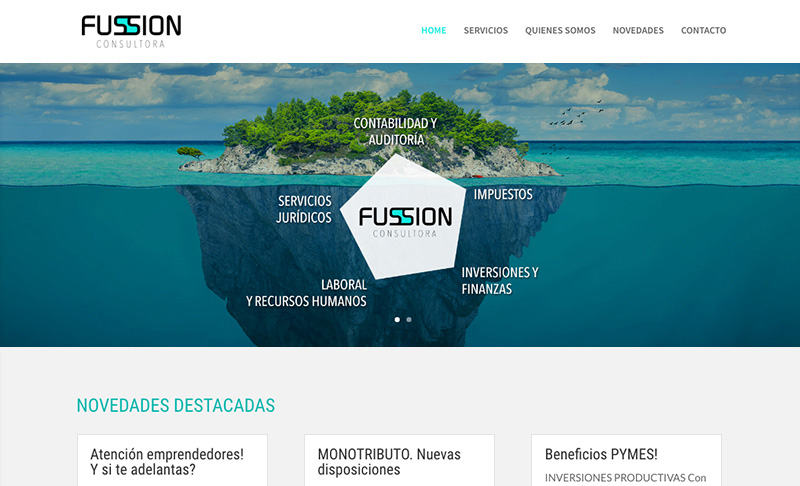 FUSSION
CONSULTORA
HOME SERVICIOS QUIENES SOMOS NOVEDADES CONTACTO
CONTABILIDAD Y
AUDITORÍA
IMPUESTOS
SERVICIOS
JURÍDICOS
FUSSION
CONSULTORA
INVERSIONES Y
FINANZAS
LABORAL
Y RECURSOS HUMANOS
NOVEDADES DESTACADAS
Atención emprendedores!
Y si te adelantas?
MONOTRIBUTO. Nuevas
disposiciones
Beneficios PYMES!
INVERSIONES PRODUCTIVAS Con